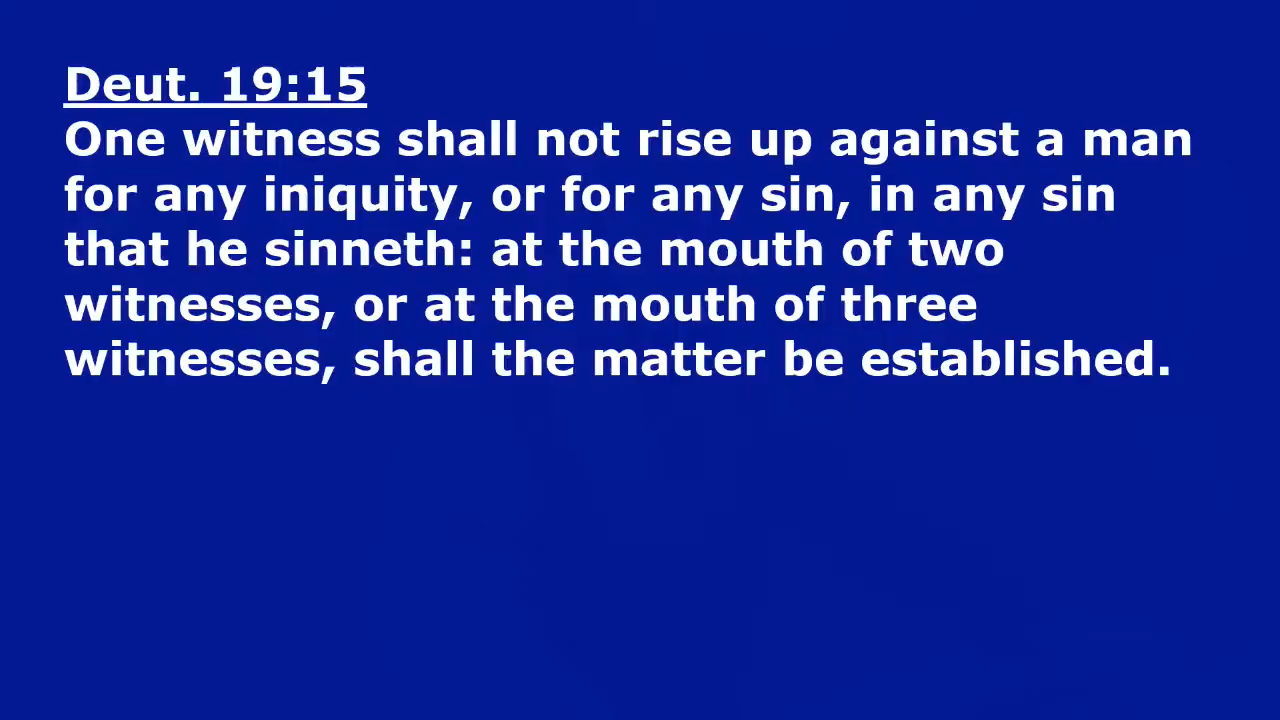 Deut. 19:15
One witness shall not rise up against a man
for any iniquity, or for any sin, in any sin
that he sinneth: at the mouth of two
witnesses, or at the mouth of three
witnesses, shall the matter be established.